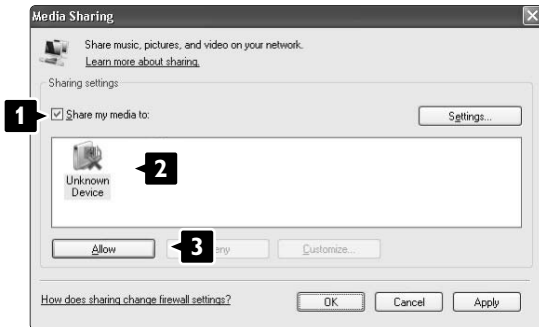 Media Sharing
Share music, pictures, and video on your network.
Learn more about sharing.
Sharing settings
1
Share my media to:
Settings...
2
Unknown
Device
Allow
3
Customize...
How does sharing change firewall settings?
OK
Cancel
Apply